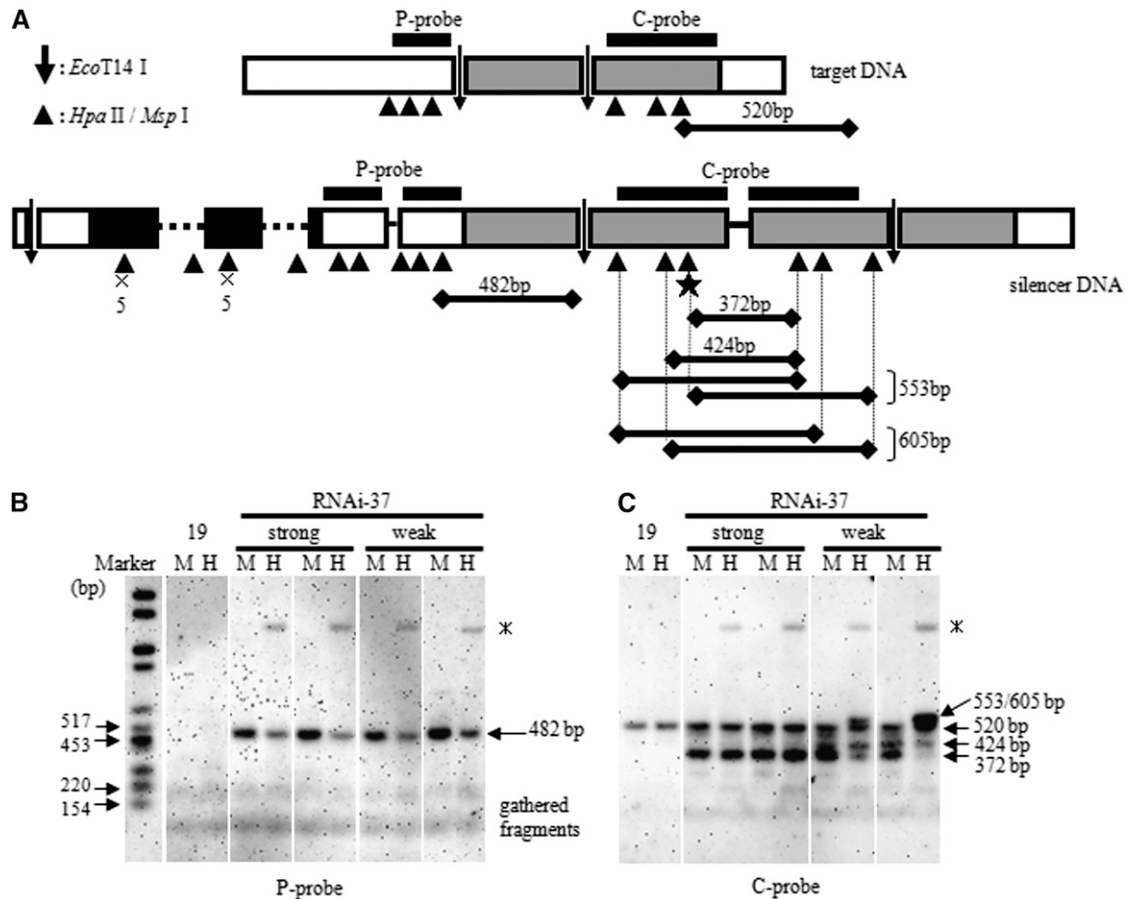 A
: EcoT14 I
: Hpa II / Msp I
P-probe
C-probe
target DNA
520bp
P-probe
C-probe
× 5
× 5
silencer DNA
482bp
372bp
424bp
553bp
605bp
B
RNAi-37
19 strong weak
Marker M H M H M H M H M H
(bp)
*
517
453
220
154
482 bp
gathered
fragments
P-probe
C
RNAi-37
19 strong weak
M H M H M H M H M H
*
553/605 bp
520 bp
424 bp
372 bp
C-probe